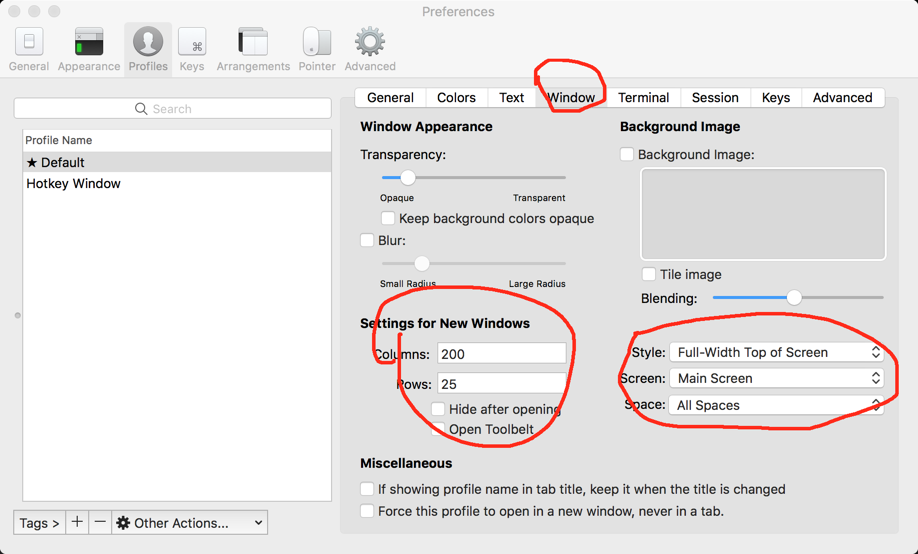 Preferences
General Appearance Profiles Keys Arrangements Pointer Advanced
Search
Profile Name
★ Default
Hotkey Window
Tags > + − Other Actions...
General Colors Text Window Terminal Session Keys Advanced
Window Appearance
Transparency:
Opaque Transparent
Keep background colors opaque
Blur:
Small Radius Large Radius
Settings for New Windows
Columns: 200
Rows: 25
Hide after opening
Open Toolbelt
Background Image
Background Image:
Tile image
Blending:
Style: Full-Width Top of Screen
Screen: Main Screen
Space: All Spaces
Miscellaneous
If showing profile name in tab title, keep it when the title is changed
Force this profile to open in a new window, never in a tab.